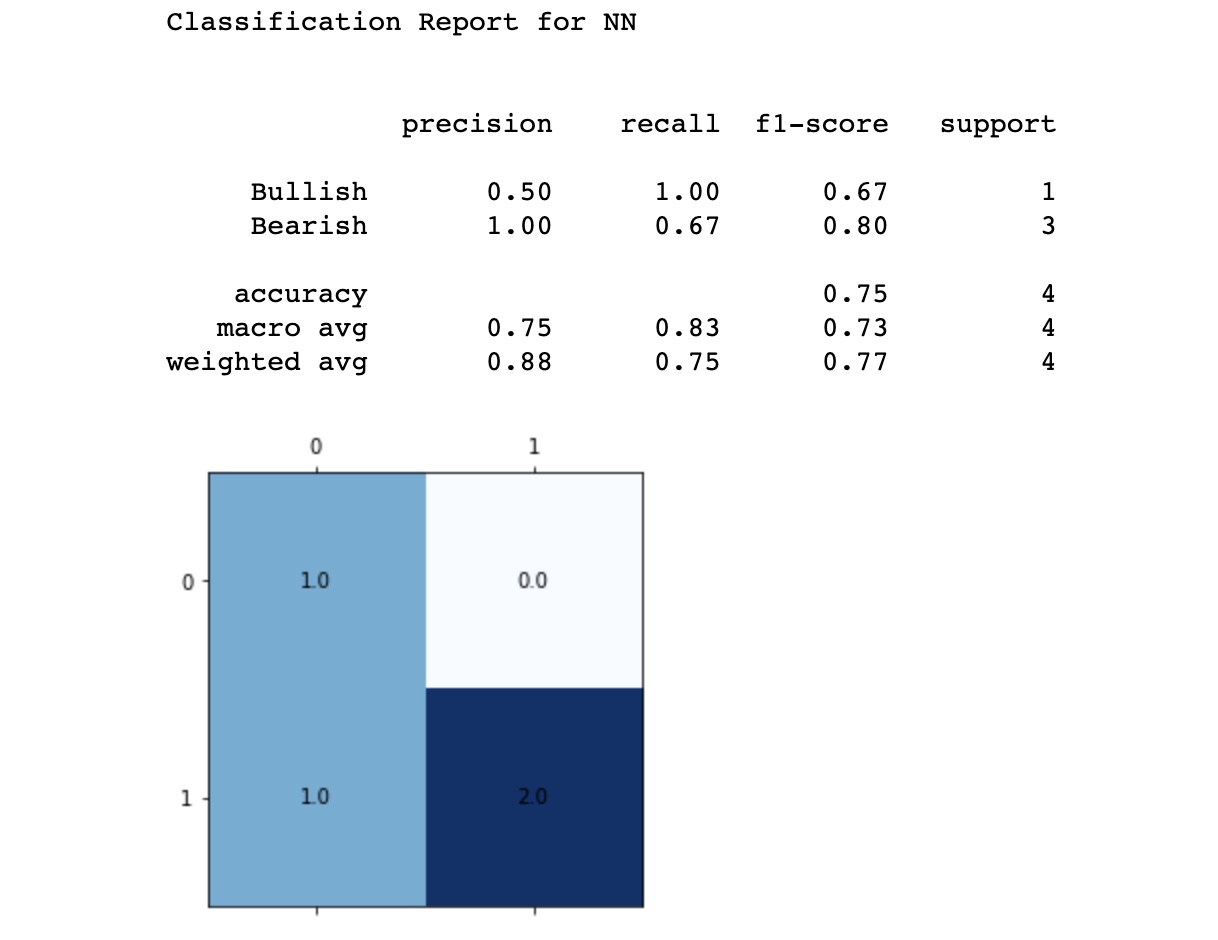 Classification Report for NN
precision recall f1-score support
Bullish 0.50 1.00 0.67 1
Bearish 1.00 0.67 0.80 3
accuracy 0.75 4
macro avg 0.75 0.83 0.73 4
weighted avg 0.88 0.75 0.77 4
0 1
0 1.0 0.0
1 1.0 2.0